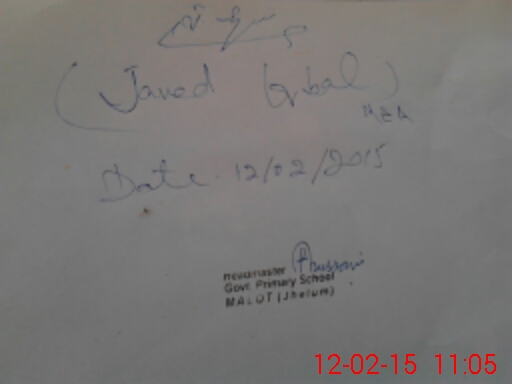 (Javed Iqbal)
MEA
Date. 12/02/2015
Headmaster
Govt. Primary School
MALOT (Jhelum)
12-02-15 11:05